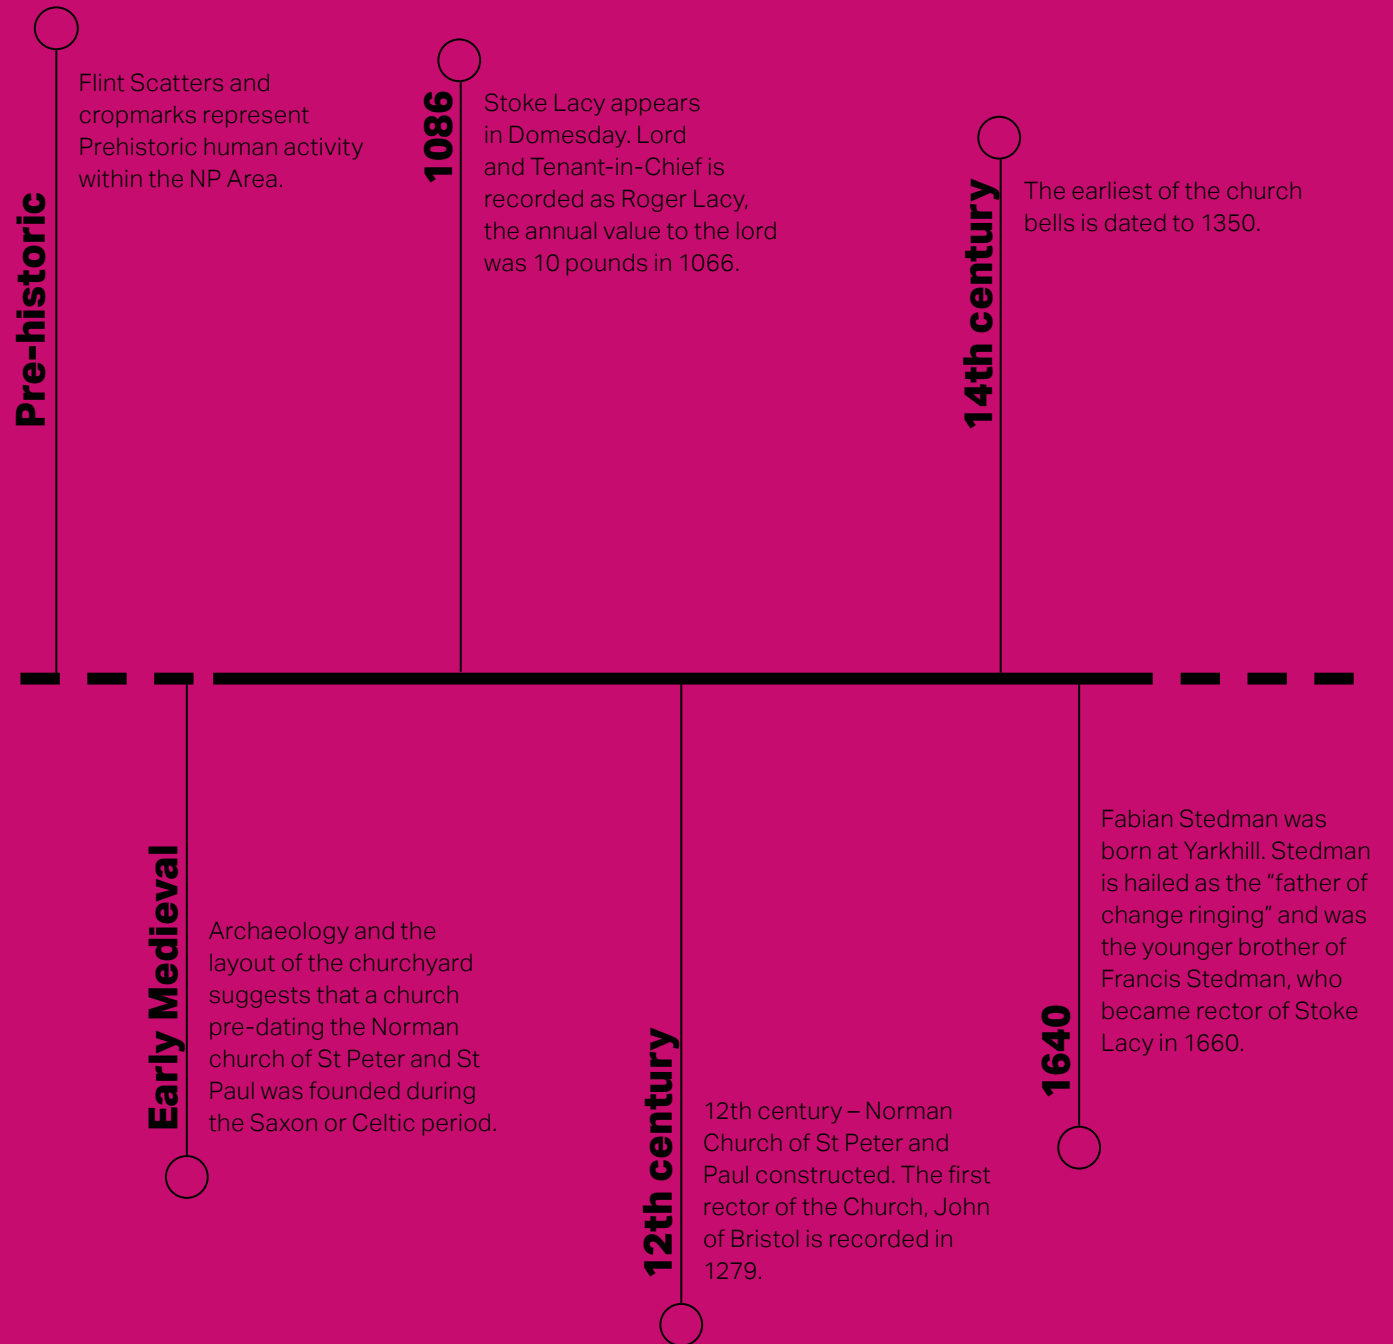 Pre-historic
Flint Scatters and
cropmarks represent
Prehistoric human activity
within the NP Area.
1086
Stoke Lacy appears
in Domesday. Lord
and Tenant-in-Chief is
recorded as Roger Lacy,
the annual value to the lord
was 10 pounds in 1066.
14th century
The earliest of the church
bells is dated to 1350.
Early Medieval
Archaeology and the
layout of the churchyard
suggests that a church
pre-dating the Norman
church of St Peter and St
Paul was founded during
the Saxon or Celtic period.
12th century
12th century – Norman
Church of St Peter and
Paul constructed. The first
rector of the Church, John
of Bristol is recorded in
1279.
1640
Fabian Stedman was
born at Yarkhill. Stedman
is hailed as the “father of
change ringing” and was
the younger brother of
Francis Stedman, who
became rector of Stoke
Lacy in 1660.